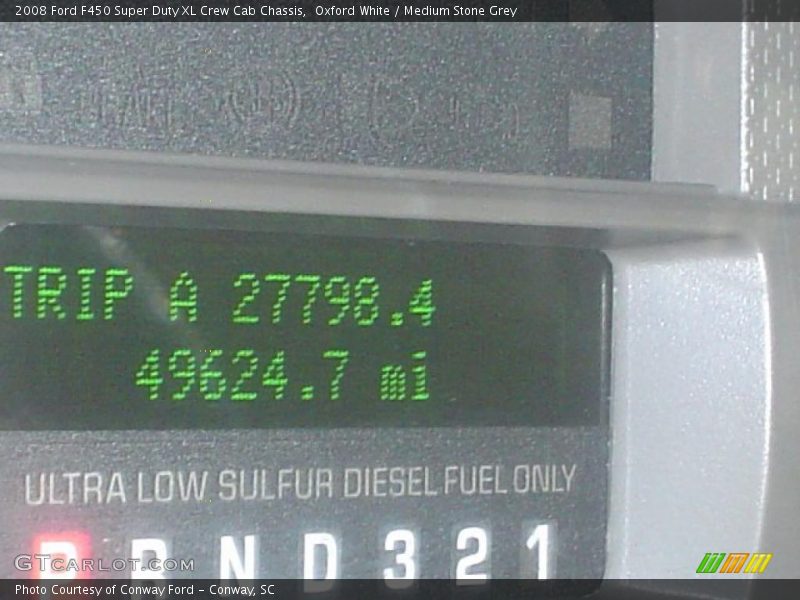 2008 Ford F450 Super Duty XL Crew Cab Chassis,  Oxford White / Medium Stone Grey
TRIP A 27798.4
49624.7 mi
ULTRA LOW SULFUR DIESEL FUEL ONLY
P R N D 3 2 1
GTcarlot.com
Photo Courtesy of Conway Ford - Conway, SC